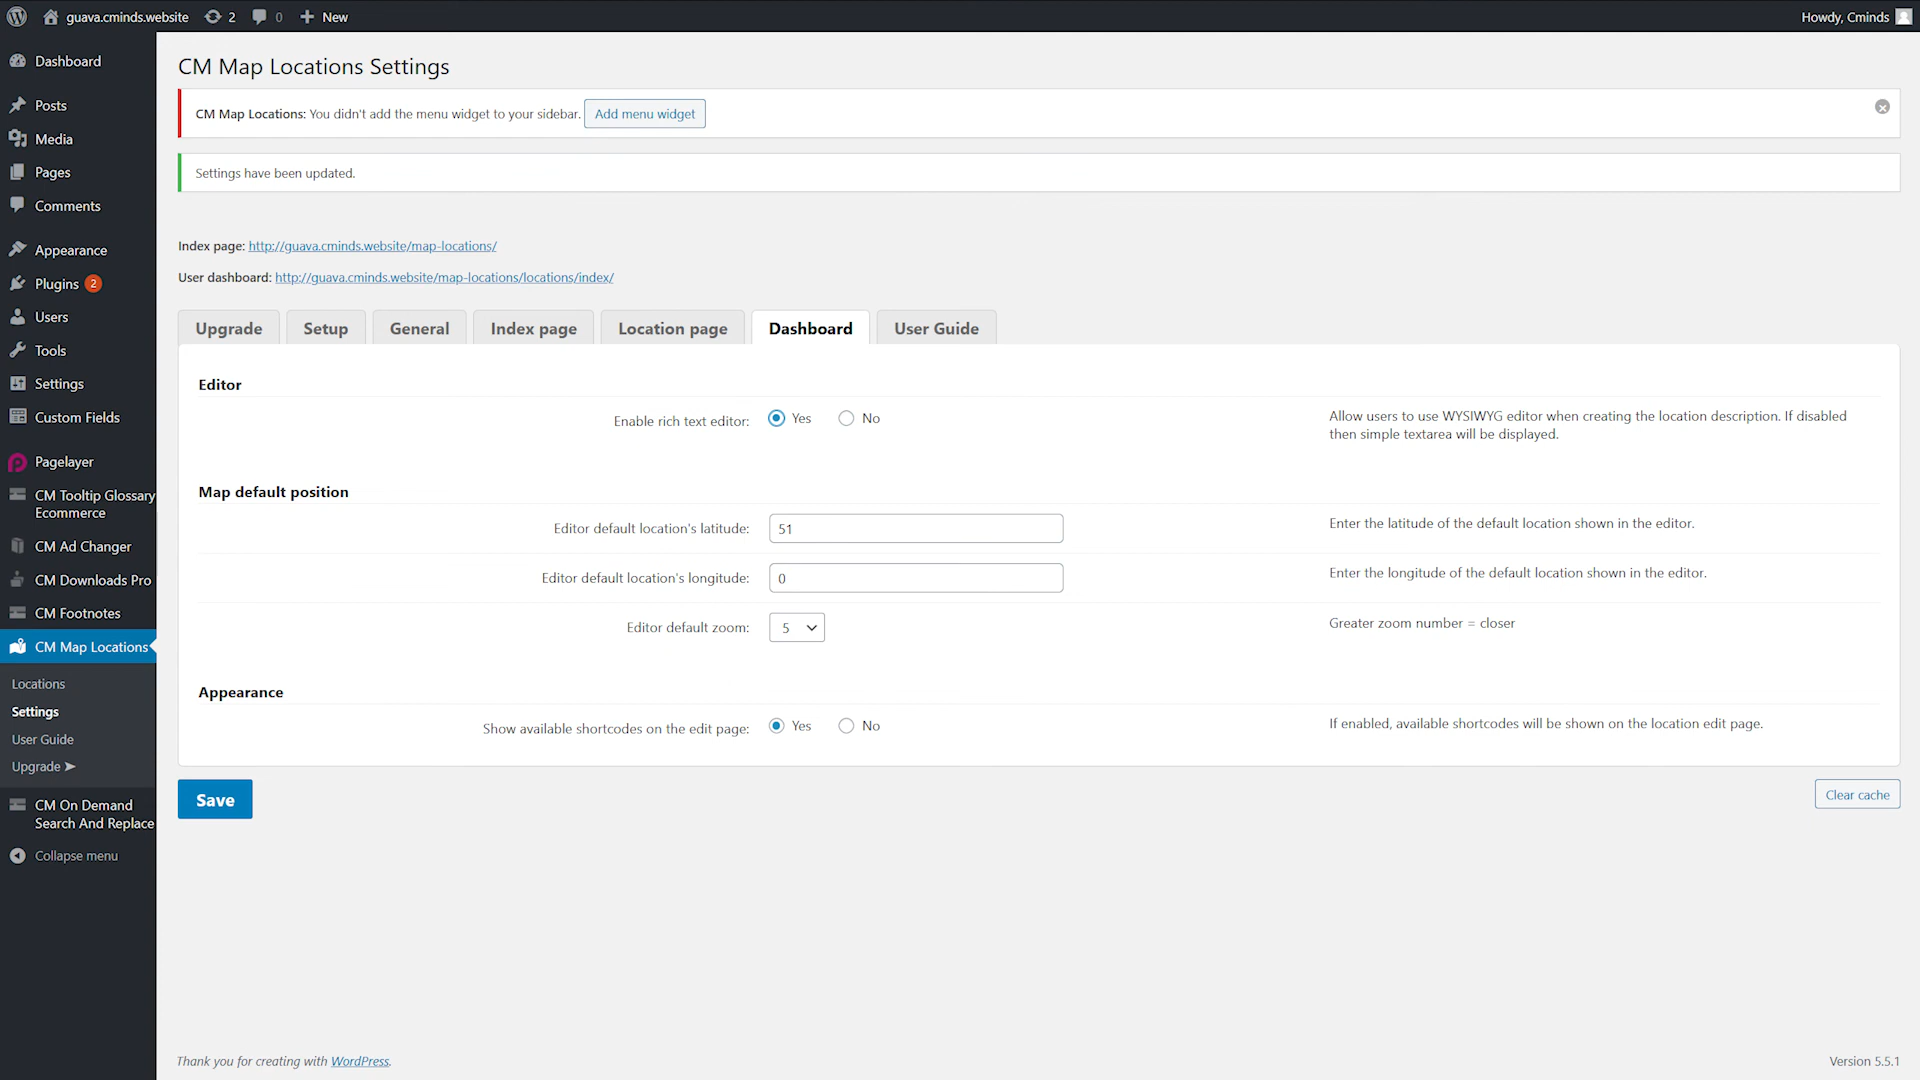 guava.cminds.website 2 0 New Howdy, Cminds
Dashboard
Posts
Media
Pages
Comments
Appearance
Plugins 2
Users
Tools
Settings
Custom Fields
Pagelayer
CM Tooltip Glossary
Ecommerce
CM Ad Changer
CM Downloads Pro
CM Footnotes
CM Map Locations
Locations
Settings
User Guide
Upgrade ➤
CM On Demand
Search And Replace
Collapse menu
CM Map Locations Settings
CM Map Locations: You didn't add the menu widget to your sidebar. Add menu widget
Settings have been updated.
Index page: http://guava.cminds.website/map-locations/
User dashboard: http://guava.cminds.website/map-locations/locations/index/
Upgrade Setup General Index page Location page Dashboard User Guide
Editor
Enable rich text editor: Yes No
Allow users to use WYSIWYG editor when creating the location description. If disabled
then simple textarea will be displayed.
Map default position
Editor default location's latitude: 51 Enter the latitude of the default location shown in the editor.
Editor default location's longitude: 0 Enter the longitude of the default location shown in the editor.
Editor default zoom: 5 Greater zoom number = closer
Appearance
Show available shortcodes on the edit page: Yes No If enabled, available shortcodes will be shown on the location edit page.
Save Clear cache
Thank you for creating with WordPress. Version 5.5.1